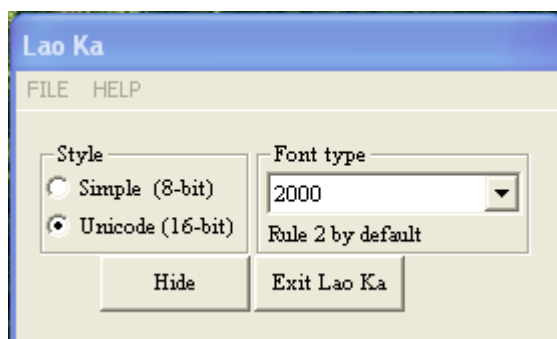 Lao Ka
FILE HELP
Style
Simple (8-bit)
Unicode (16-bit)
Font type
2000
Rule 2 by default
Hide
Exit Lao Ka